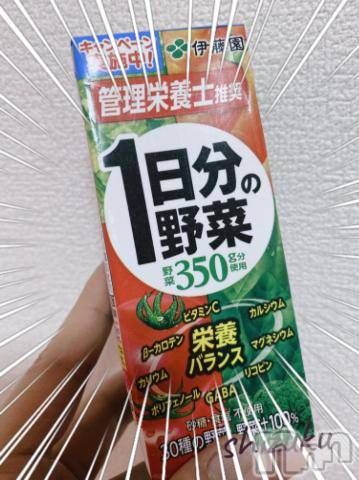 キャンペーン
実施中!
伊藤園
管理栄養士推奨
1日分の
野菜
野菜350g分使用
ビタミンC
カルシウム
β-カロテン
栄養
バランス
マグネシウム
カリウム
リコピン
ポリフェノール
GABA
砂糖・食塩不使用
30種の野菜 野菜汁100%